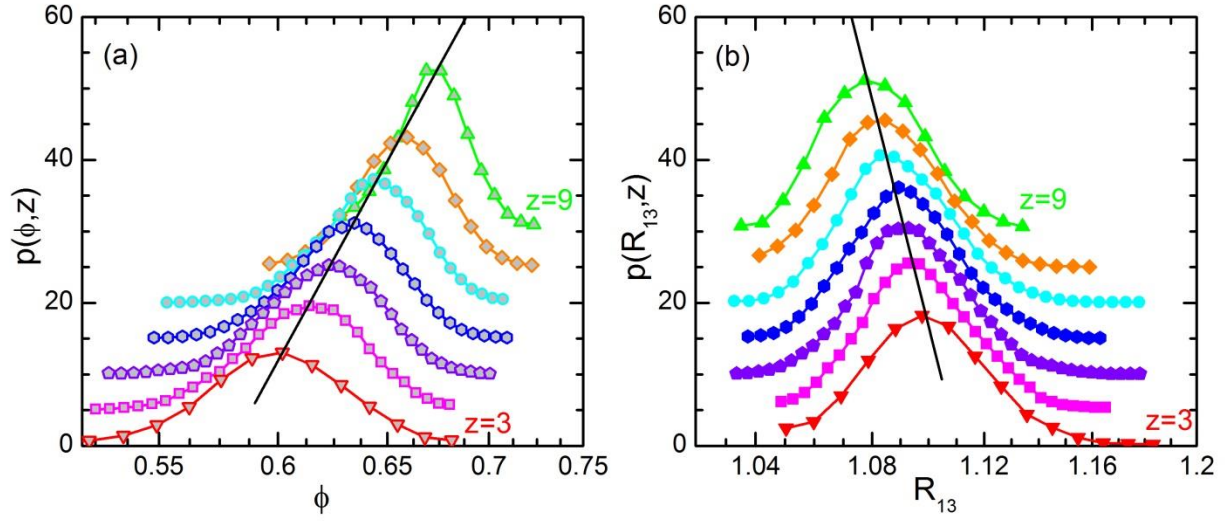 (a)
p(ϕ,z)
60
40
20
0
z=9
z=3
0.55 0.6 0.65 0.7 0.75
ϕ
(b)
p(R₁₃,z)
60
40
20
0
z=9
z=3
1.04 1.08 1.12 1.16 1.2
R₁₃